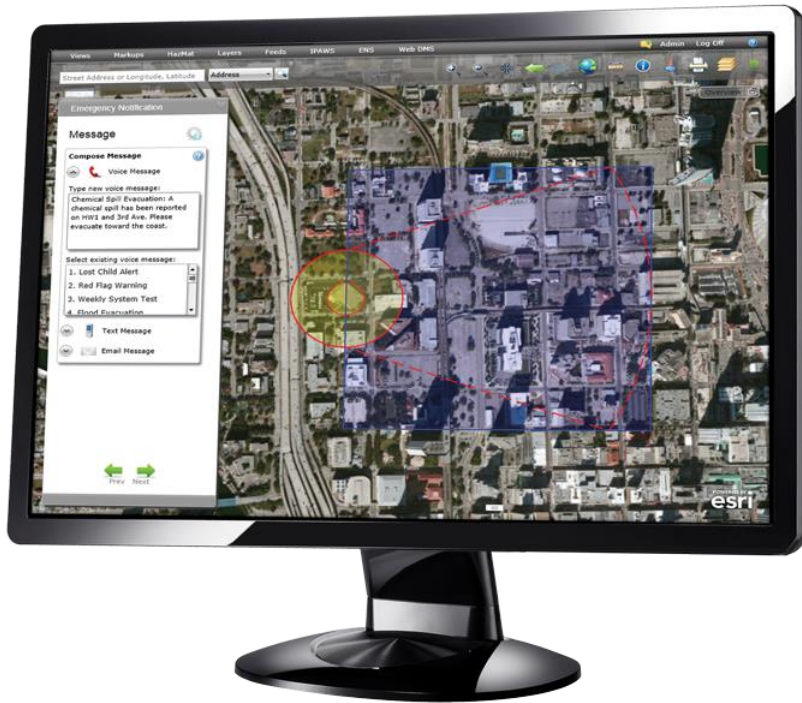 Views Markups HazMat Layers Feeds IPAWS ENS Web DMS Admin Log Off
Street Address or Longitude, Latitude Address
Overview
Emergency Notification
Message
Compose Message
Voice Message
Type new voice message:
Chemical Spill Evacuation: A
chemical spill has been reported
on HW1 and 3rd Ave. Please
evacuate toward the coast.
Select existing voice message:
1. Lost Child Alert
2. Red Flag Warning
3. Weekly System Test
4. Flood Evacuation
Text Message
Email Message
Prev Next
POWERED BY
esri